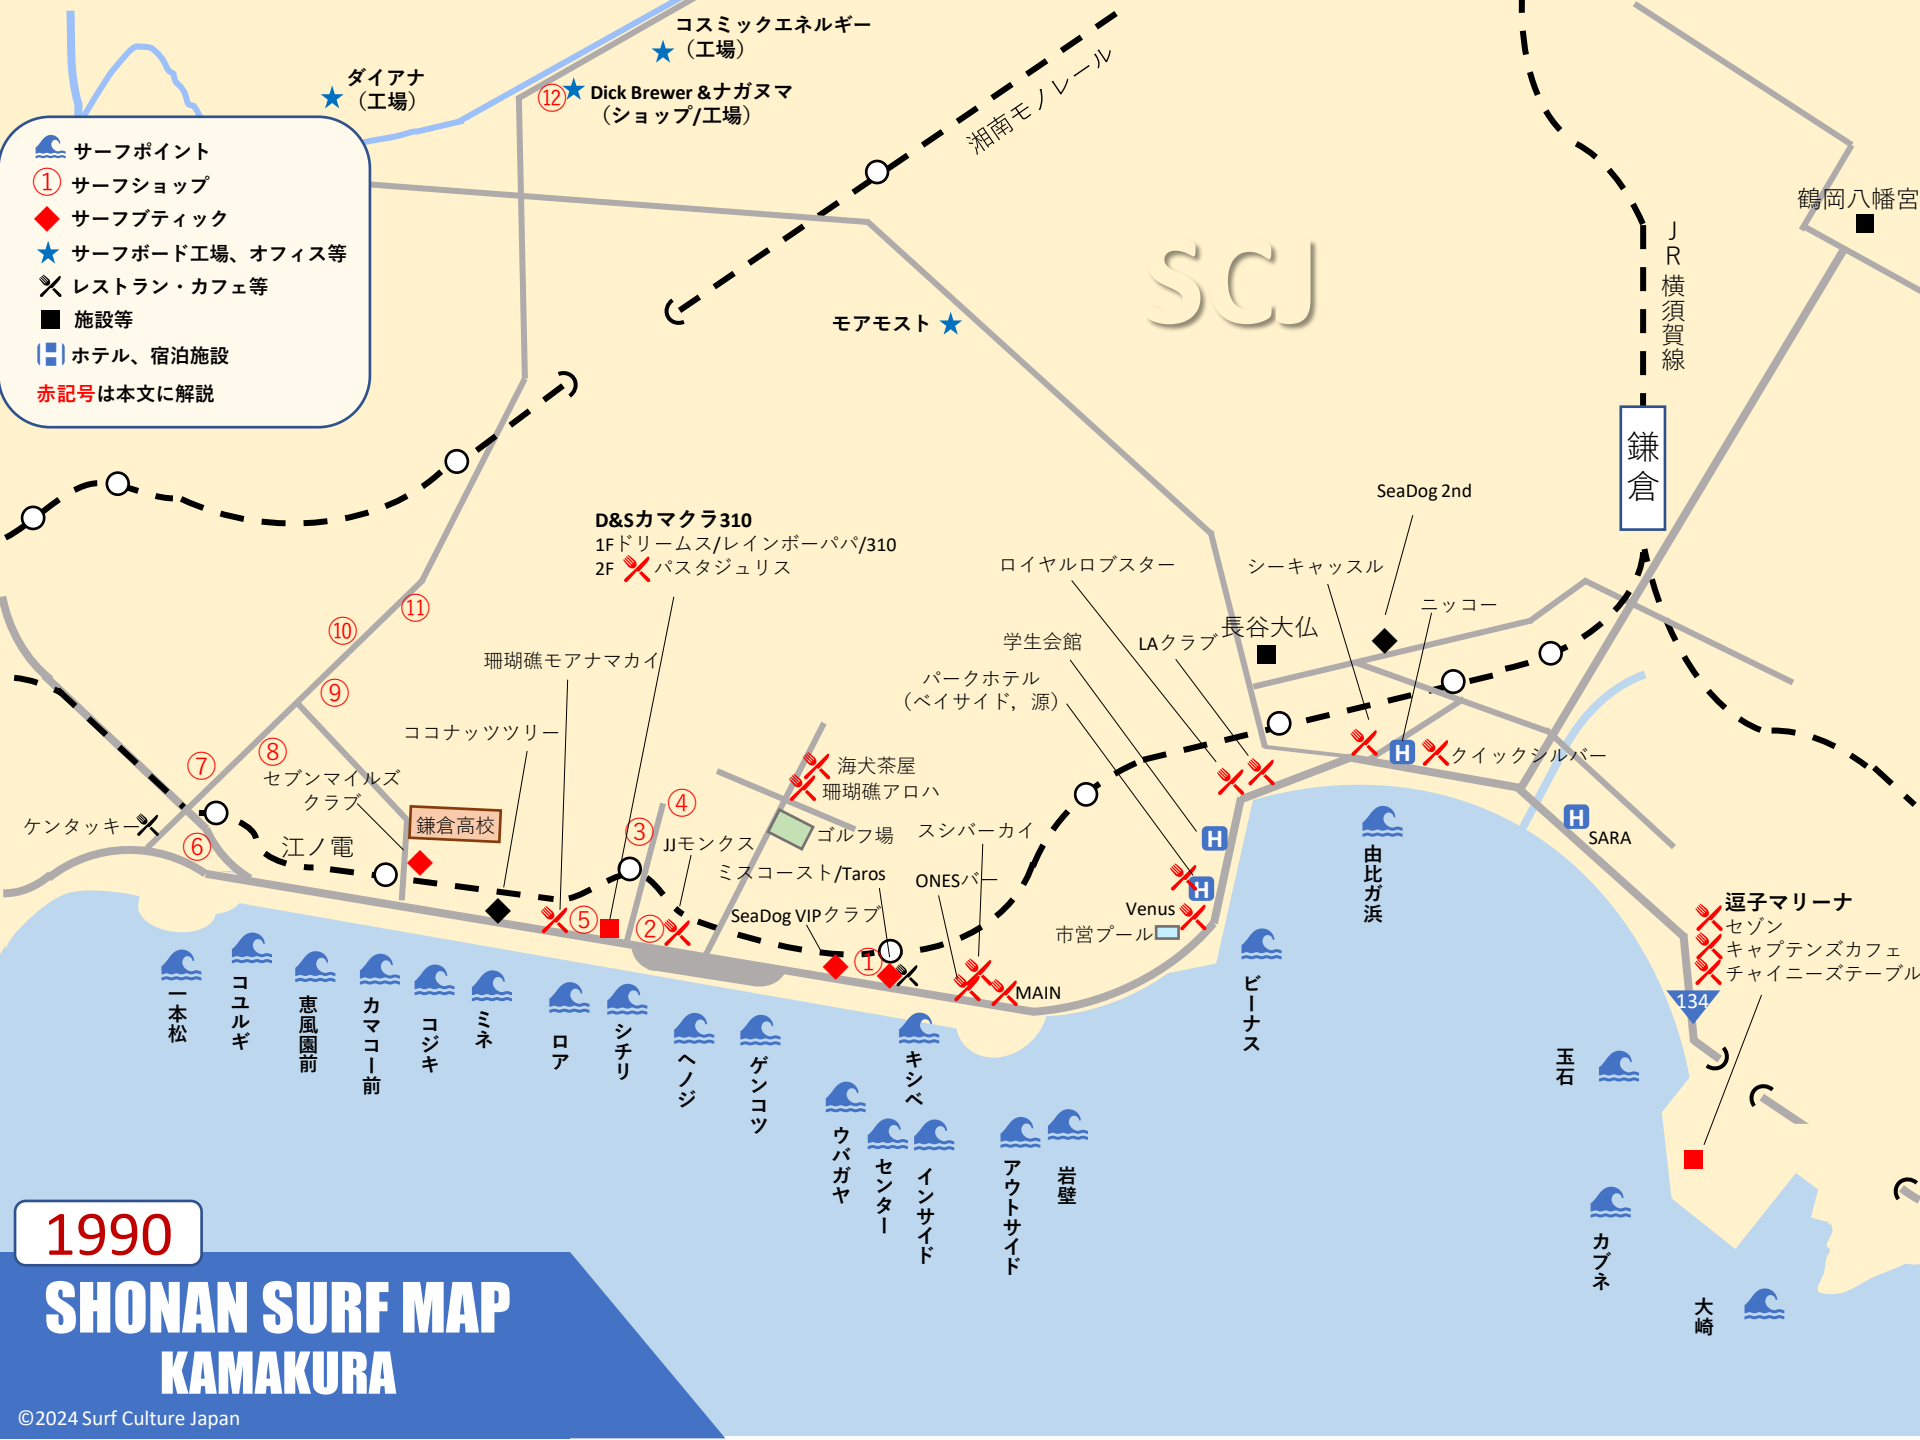 コスミックエネルギー
（工場）
ダイアナ
（工場）
⑫
Dick Brewer &ナガヌマ
（ショップ/工場）
湘南モノレール
サーフポイント
① サーフショップ
サーフブティック
サーフボード工場、オフィス等
レストラン・カフェ等
施設等
H ホテル、宿泊施設
赤記号は本文に解説
SCJ
鶴岡八幡宮
ＪＲ横須賀線
モアモスト
鎌倉
SeaDog 2nd
D&Sカマクラ310
1Fドリームス/レインボーパパ/310
2F パスタジュリス
ロイヤルロブスター
シーキャッスル
ニッコー
⑪
⑩
⑨
⑧
⑦
⑥
学生会館
LAクラブ
長谷大仏
珊瑚礁モアナマカイ
パークホテル
（ベイサイド，源）
ココナッツツリー
セブンマイルズ
クラブ
海犬茶屋
珊瑚礁アロハ
H
クイックシルバー
ケンタッキー
鎌倉高校
江ノ電
④
③
JJモンクス
ゴルフ場
スシバーカイ
ミスコースト/Taros
ONESバー
H
H
SARA
由比ガ浜
SeaDog VIPクラブ
H
Venus
市営プール
⑤
②
①
MAIN
逗子マリーナ
セゾン
キャプテンズカフェ
チャイニーズテーブル
134
一本松
コユルギ
恵風園前
カマコー前
コジキ
ミネ
ロア
シチリ
ヘノジ
ゲンコツ
ウバガヤ
センター
キシベ
インサイド
アウトサイド
岩壁
ビーナス
玉石
カブネ
大崎
1990
SHONAN SURF MAP
KAMAKURA
©2024 Surf Culture Japan